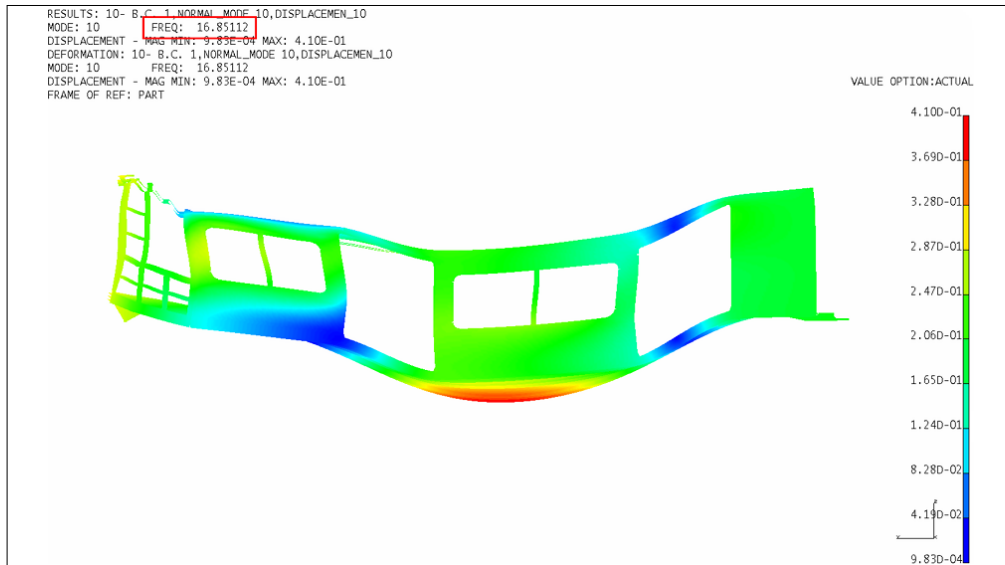 RESULTS: 10- B.C. 1,NORMAL_MODE 10,DISPLACEMEN_10
MODE: 10 FREQ: 16.85112
DISPLACEMENT - MAG MIN: 9.83E-04 MAX: 4.10E-01
DEFORMATION: 10- B.C. 1,NORMAL_MODE 10,DISPLACEMEN_10
MODE: 10 FREQ: 16.85112
DISPLACEMENT - MAG MIN: 9.83E-04 MAX: 4.10E-01
FRAME OF REF: PART
VALUE OPTION:ACTUAL
4.10D-01
3.69D-01
3.28D-01
2.87D-01
2.47D-01
2.06D-01
1.65D-01
1.24D-01
8.28D-02
4.19D-02
9.83D-04